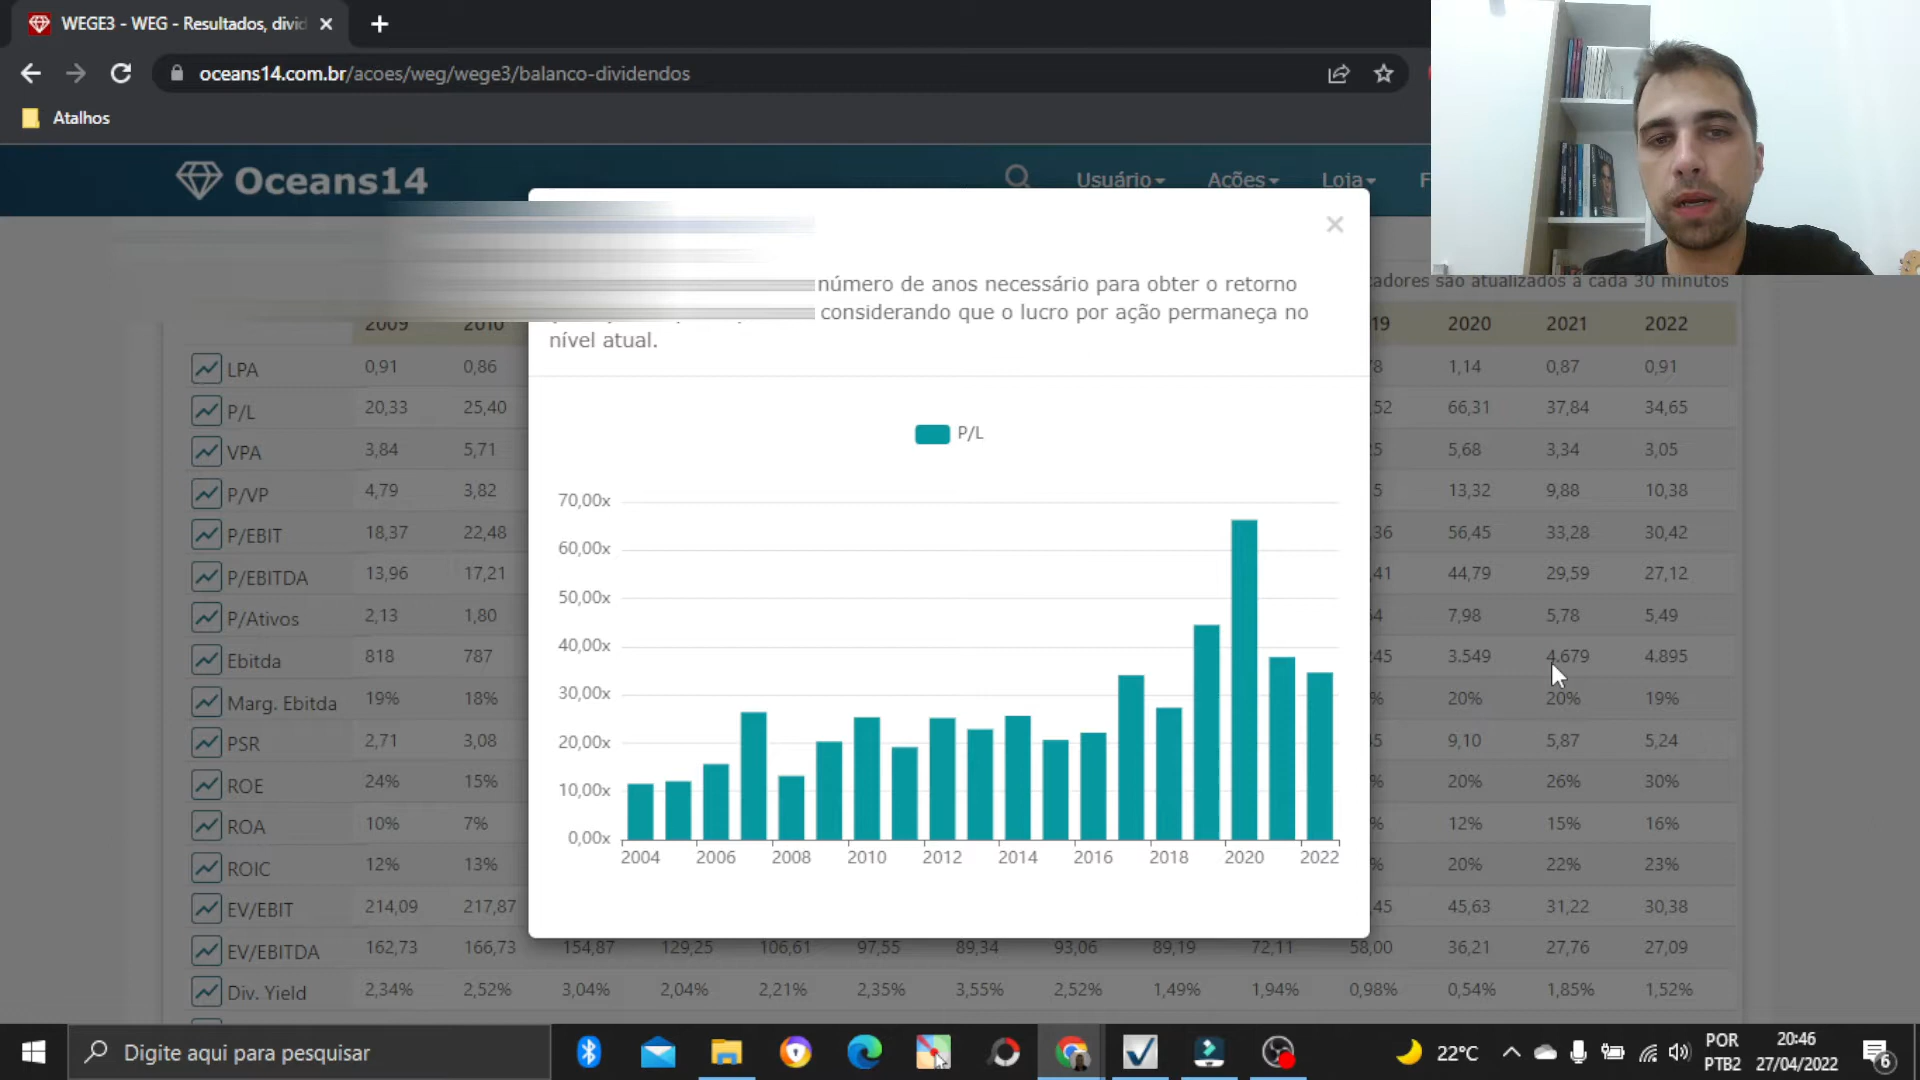 WEGE3 - WEG - Resultados, divid
oceans14.com.br/acoes/weg/wege3/balanco-dividendos
Atalhos
Oceans14
Usuário
Ações
Loja
F
×
número de anos necessário para obter o retorno
considerando que o lucro por ação permaneça no
nível atual.
adores são atualizados a cada 30 minutos
2009 2010 19 2020 2021 2022
LPA 0,91 0,86 78 1,14 0,87 0,91
P/L 20,33 25,40 52 66,31 37,84 34,65
VPA 3,84 5,71 25 5,68 3,34 3,05
P/VP 4,79 3,82 5 13,32 9,88 10,38
P/EBIT 18,37 22,48 36 56,45 33,28 30,42
P/EBITDA 13,96 17,21 41 44,79 29,59 27,12
P/Ativos 2,13 1,80 64 7,98 5,78 5,49
Ebitda 818 787 245 3.549 4.679 4.895
Marg. Ebitda 19% 18% % 20% 20% 19%
PSR 2,71 3,08 45 9,10 5,87 5,24
ROE 24% 15% % 20% 26% 30%
ROA 10% 7% % 12% 15% 16%
ROIC 12% 13% % 20% 22% 23%
EV/EBIT 214,09 217,87 45 45,63 31,22 30,38
EV/EBITDA 162,73 166,73 154,87 129,25 106,61 97,55 89,34 93,06 89,19 72,11 58,00 36,21 27,76 27,09
Div. Yield 2,34% 2,52% 3,04% 2,04% 2,21% 2,35% 3,55% 2,52% 1,49% 1,94% 0,98% 0,54% 1,85% 1,52%
P/L
70,00x
60,00x
50,00x
40,00x
30,00x
20,00x
10,00x
0,00x
2004 2006 2008 2010 2012 2014 2016 2018 2020 2022
Digite aqui para pesquisar
22°C
POR
PTB2
20:46
27/04/2022
6